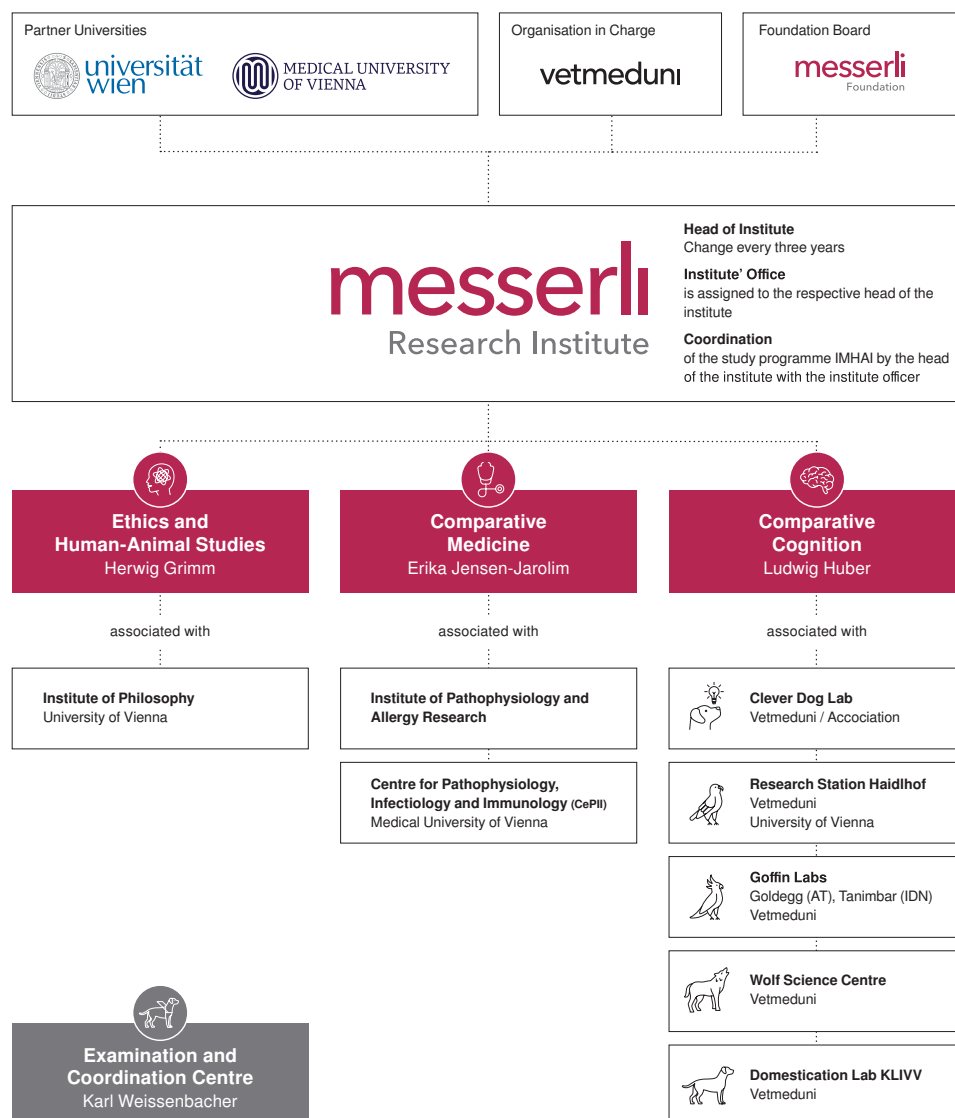 Partner Universities
universität
wien
MEDICAL UNIVERSITY
OF VIENNA
Organisation in Charge
vetmeduni
Foundation Board
messerli
Foundation
messerli
Research Institute
Head of Institute
Change every three years
Institute' Office
is assigned to the respective head of the
institute
Coordination
of the study programme IMHAI by the head
of the institute with the institute officer
Ethics and
Human-Animal Studies
Herwig Grimm
associated with
Institute of Philosophy
University of Vienna
Comparative
Medicine
Erika Jensen-Jarolim
associated with
Institute of Pathophysiology and
Allergy Research
Centre for Pathophysiology,
Infectiology and Immunology (CePII)
Medical University of Vienna
Comparative
Cognition
Ludwig Huber
associated with
Clever Dog Lab
Vetmeduni / Accociation
Research Station Haidlhof
Vetmeduni
University of Vienna
Goffin Labs
Goldegg (AT), Tanimbar (IDN)
Vetmeduni
Wolf Science Centre
Vetmeduni
Domestication Lab KLIVV
Vetmeduni
Examination and
Coordination Centre
Karl Weissenbacher